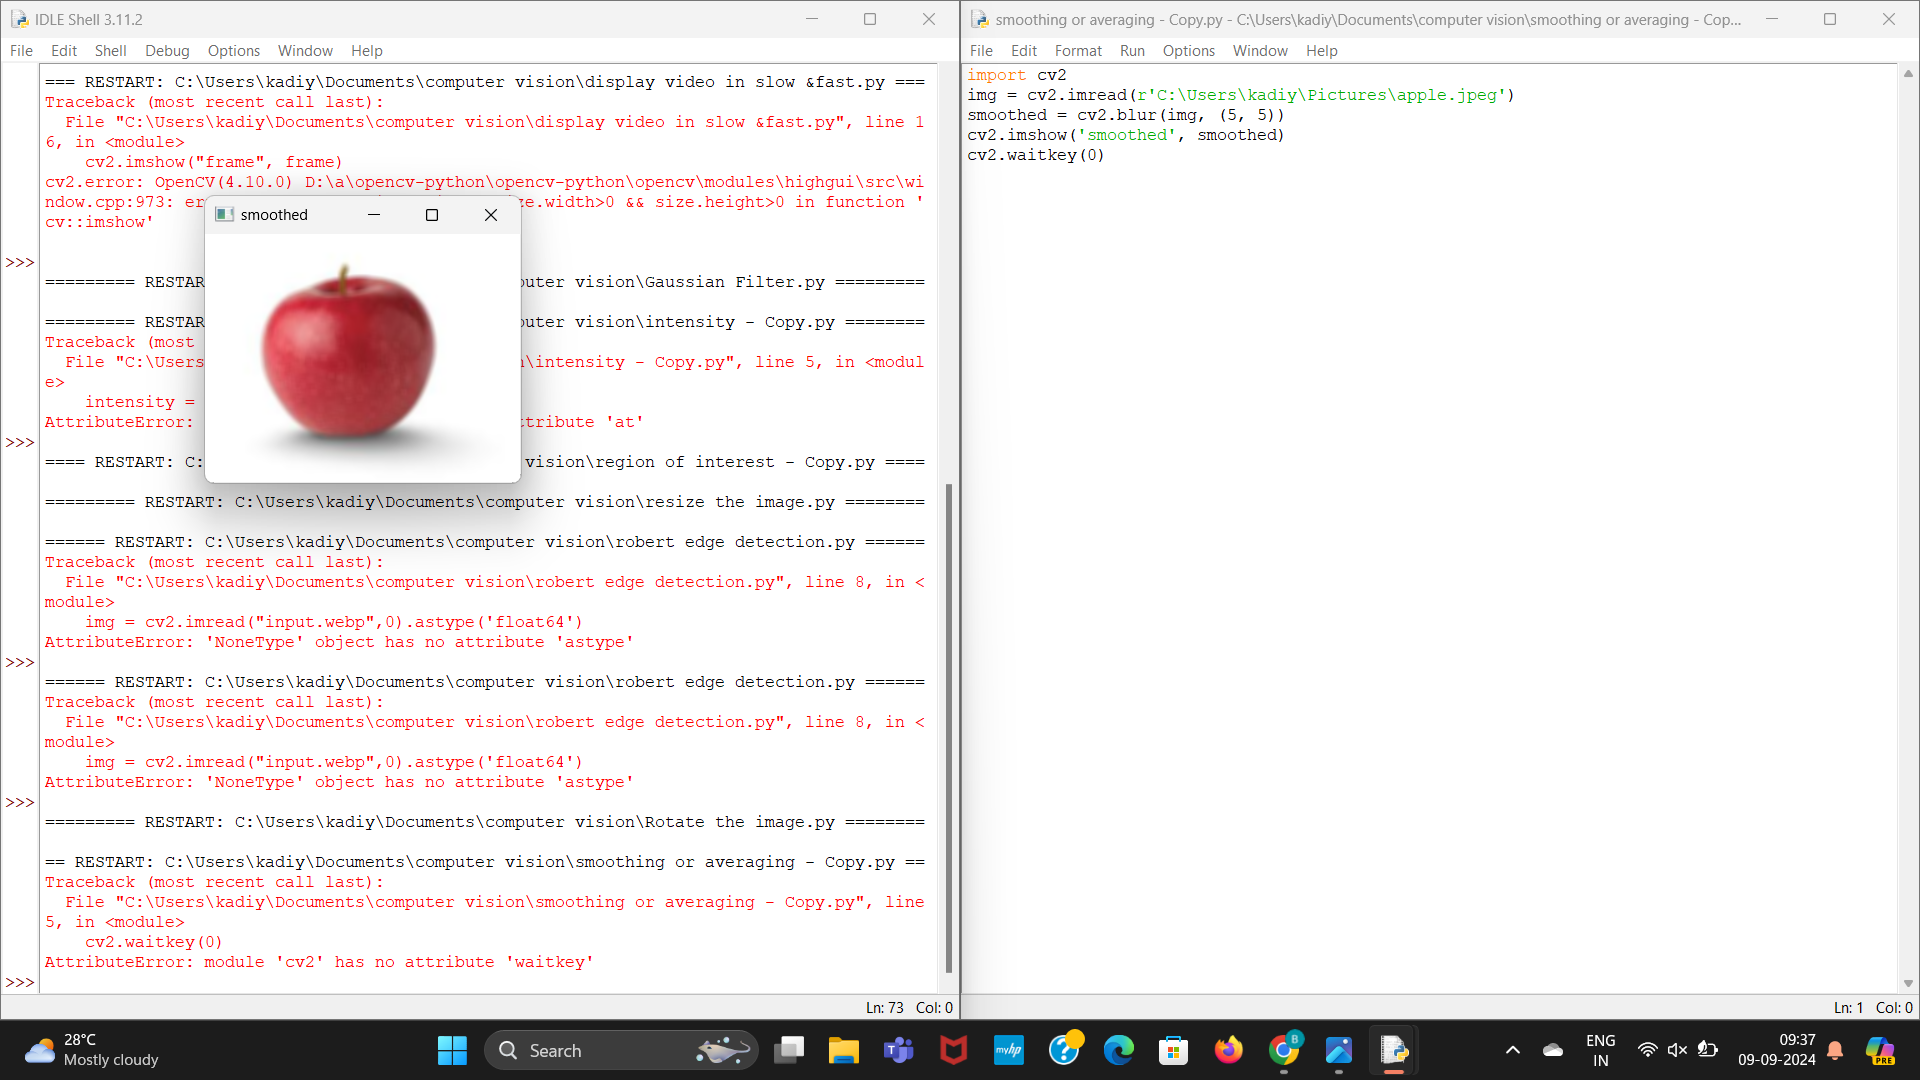 IDLE Shell 3.11.2
File Edit Shell Debug Options Window Help
=== RESTART: C:\Users\kadiy\Documents\computer vision\display video in slow &fast.py ===
Traceback (most recent call last):
File "C:\Users\kadiy\Documents\computer vision\display video in slow &fast.py", line 1
6, in <module>
cv2.imshow("frame", frame)
cv2.error: OpenCV(4.10.0) D:\a\opencv-python\opencv-python\opencv\modules\highgui\src\wi
ndow.cpp:973: er ze.width>0 && size.height>0 in function '
cv::imshow'
>>>
========= RESTAR puter vision\Gaussian Filter.py =========
========= RESTAR puter vision\intensity - Copy.py ========
Traceback (most
File "C:\Users \intensity - Copy.py", line 5, in <modul
e>
intensity =
AttributeError: ttribute 'at'
>>>
==== RESTART: C: vision\region of interest - Copy.py ====
========= RESTART: C:\Users\kadiy\Documents\computer vision\resize the image.py ========
====== RESTART: C:\Users\kadiy\Documents\computer vision\robert edge detection.py ======
Traceback (most recent call last):
File "C:\Users\kadiy\Documents\computer vision\robert edge detection.py", line 8, in <
module>
img = cv2.imread("input.webp",0).astype('float64')
AttributeError: 'NoneType' object has no attribute 'astype'
>>>
====== RESTART: C:\Users\kadiy\Documents\computer vision\robert edge detection.py ======
Traceback (most recent call last):
File "C:\Users\kadiy\Documents\computer vision\robert edge detection.py", line 8, in <
module>
img = cv2.imread("input.webp",0).astype('float64')
AttributeError: 'NoneType' object has no attribute 'astype'
>>>
========= RESTART: C:\Users\kadiy\Documents\computer vision\Rotate the image.py ========
== RESTART: C:\Users\kadiy\Documents\computer vision\smoothing or averaging - Copy.py ==
Traceback (most recent call last):
File "C:\Users\kadiy\Documents\computer vision\smoothing or averaging - Copy.py", line
5, in <module>
cv2.waitkey(0)
AttributeError: module 'cv2' has no attribute 'waitkey'
>>>
Ln: 73 Col: 0
smoothed
smoothing or averaging - Copy.py - C:\Users\kadiy\Documents\computer vision\smoothing or averaging - Cop...
File Edit Format Run Options Window Help
import cv2
img = cv2.imread(r'C:\Users\kadiy\Pictures\apple.jpeg')
smoothed = cv2.blur(img, (5, 5))
cv2.imshow('smoothed', smoothed)
cv2.waitkey(0)
Ln: 1 Col: 0
28°C
Mostly cloudy
Search
myhp
B
ENG
IN
09:37
09-09-2024
PRE